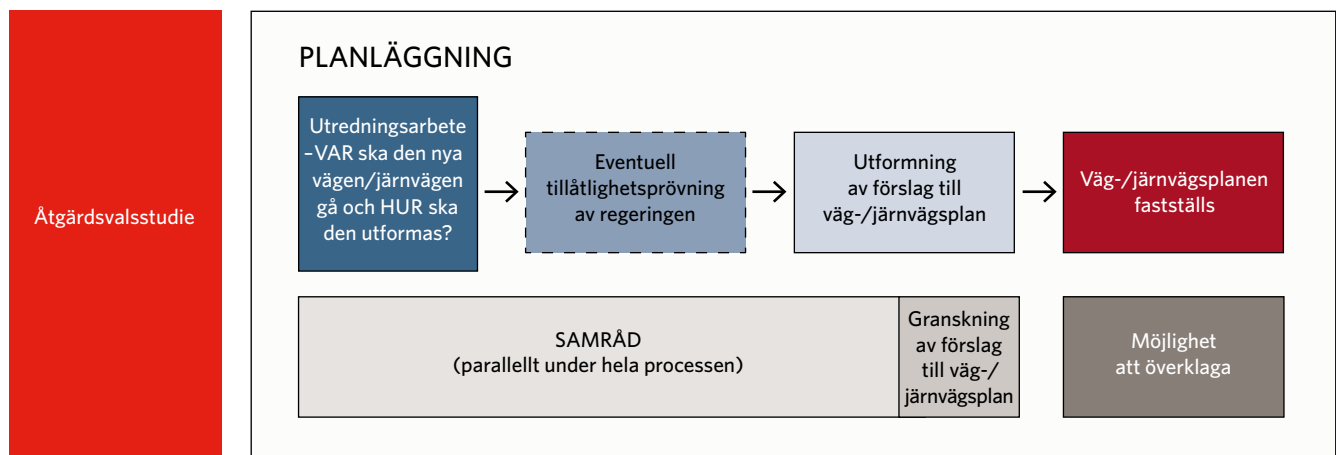 Åtgärdsvalsstudie
PLANLÄGGNING
Utredningsarbete
–VAR ska den nya
vägen/järnvägen
gå och HUR ska
den utformas?
Eventuell
tillåtlighetsprövning
av regeringen
Utformning
av förslag till
väg-/järnvägsplan
Väg-/järnvägsplanen
fastställs
SAMRÅD
(parallellt under hela processen)
Granskning
av förslag
till väg-/
järnvägsplan
Möjlighet
att överklaga